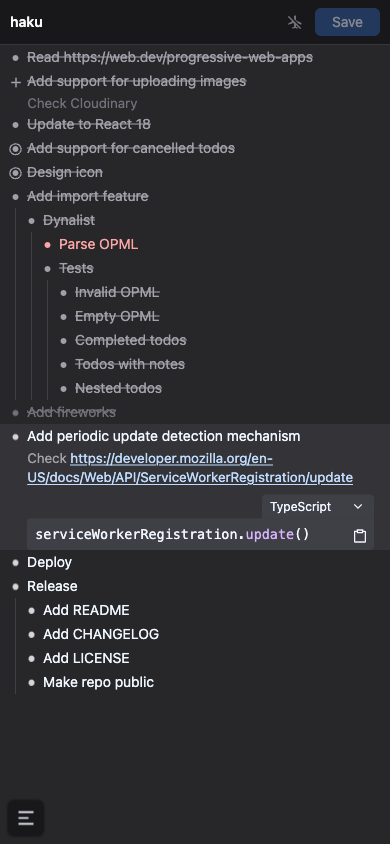 haku
Save
Read https://web.dev/progressive-web-apps
Add support for uploading images
Check Cloudinary
Update to React 18
Add support for cancelled todos
Design icon
Add import feature
Dynalist
Parse OPML
Tests
Invalid OPML
Empty OPML
Completed todos
Todos with notes
Nested todos
Add fireworks
Add periodic update detection mechanism
Check https://developer.mozilla.org/en-
US/docs/Web/API/ServiceWorkerRegistration/update
TypeScript
serviceWorkerRegistration.update()
Deploy
Release
Add README
Add CHANGELOG
Add LICENSE
Make repo public